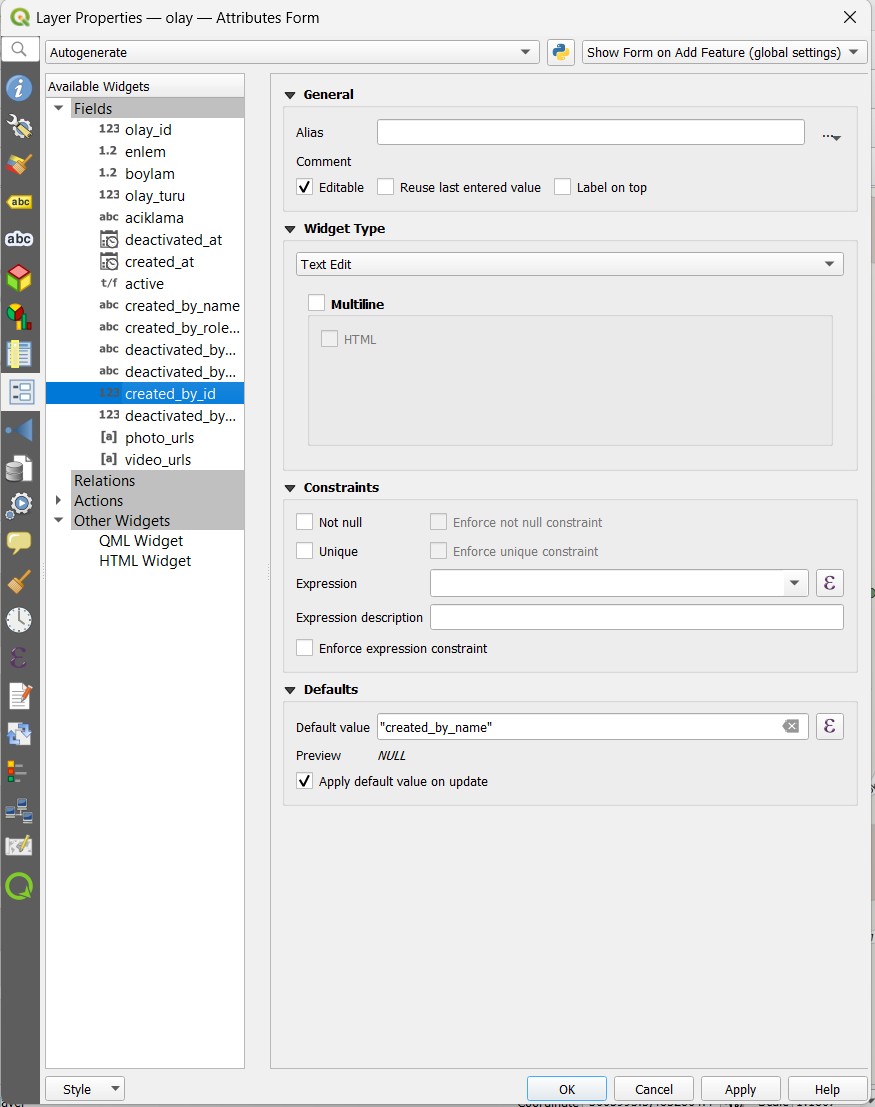 Layer Properties — olay — Attributes Form
Autogenerate
Show Form on Add Feature (global settings)
Available Widgets
Fields
123 olay_id
1.2 enlem
1.2 boylam
123 olay_turu
abc aciklama
deactivated_at
created_at
t/f active
abc created_by_name
abc created_by_role...
abc deactivated_by...
abc deactivated_by...
123 created_by_id
123 deactivated_by...
[a] photo_urls
[a] video_urls
Relations
Actions
Other Widgets
QML Widget
HTML Widget
abc
abc
General
Alias
...
Comment
Editable Reuse last entered value Label on top
Widget Type
Text Edit
Multiline
HTML
Constraints
Not null Enforce not null constraint
Unique Enforce unique constraint
Expression ε
Expression description
Enforce expression constraint
Defaults
Default value "created_by_name" ε
Preview NULL
Apply default value on update
Style OK Cancel Apply Help